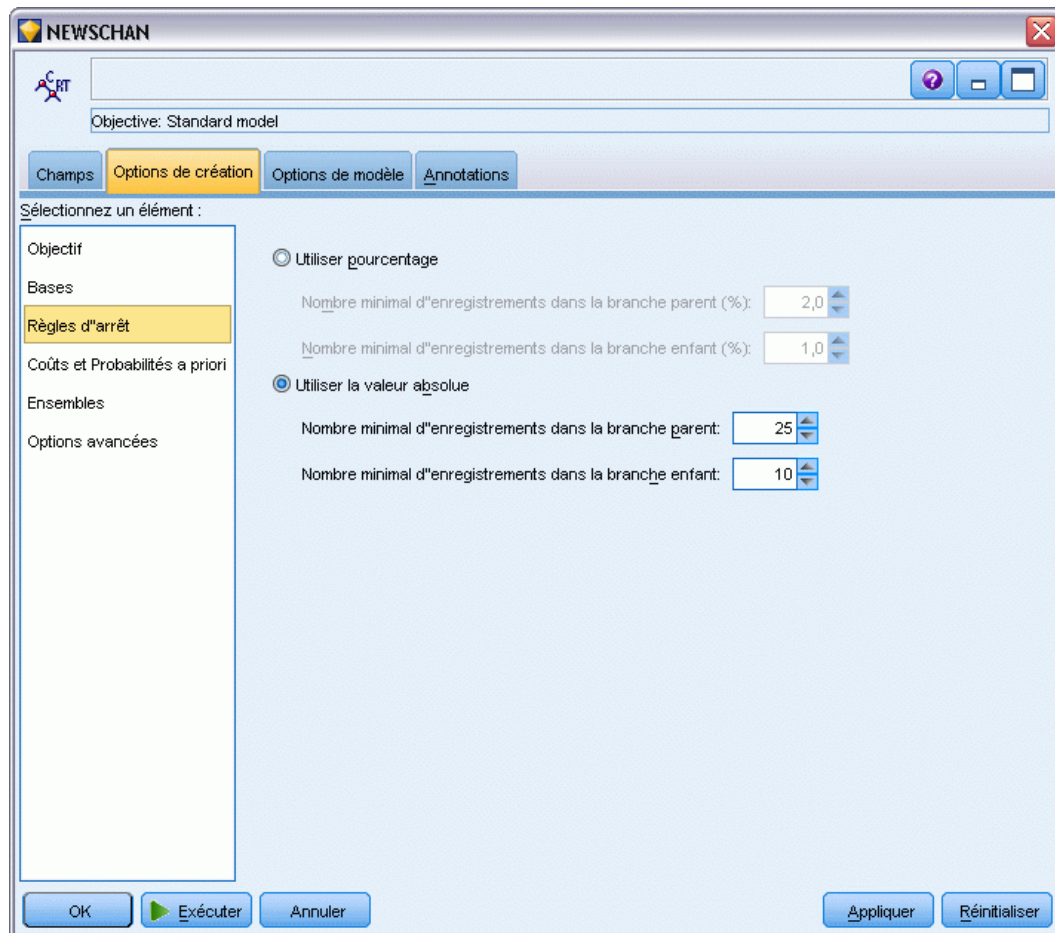 NEWSCHAN
C RT
Objective: Standard model
Champs Options de création Options de modèle Annotations
Sélectionnez un élément :
Objectif
Bases
Règles d''arrêt
Coûts et Probabilités a priori
Ensembles
Options avancées
Utiliser pourcentage
Nombre minimal d''enregistrements dans la branche parent (%): 2,0
Nombre minimal d''enregistrements dans la branche enfant (%): 1,0
Utiliser la valeur absolue
Nombre minimal d''enregistrements dans la branche parent: 25
Nombre minimal d''enregistrements dans la branche enfant: 10
OK Exécuter Annuler Appliquer Réinitialiser